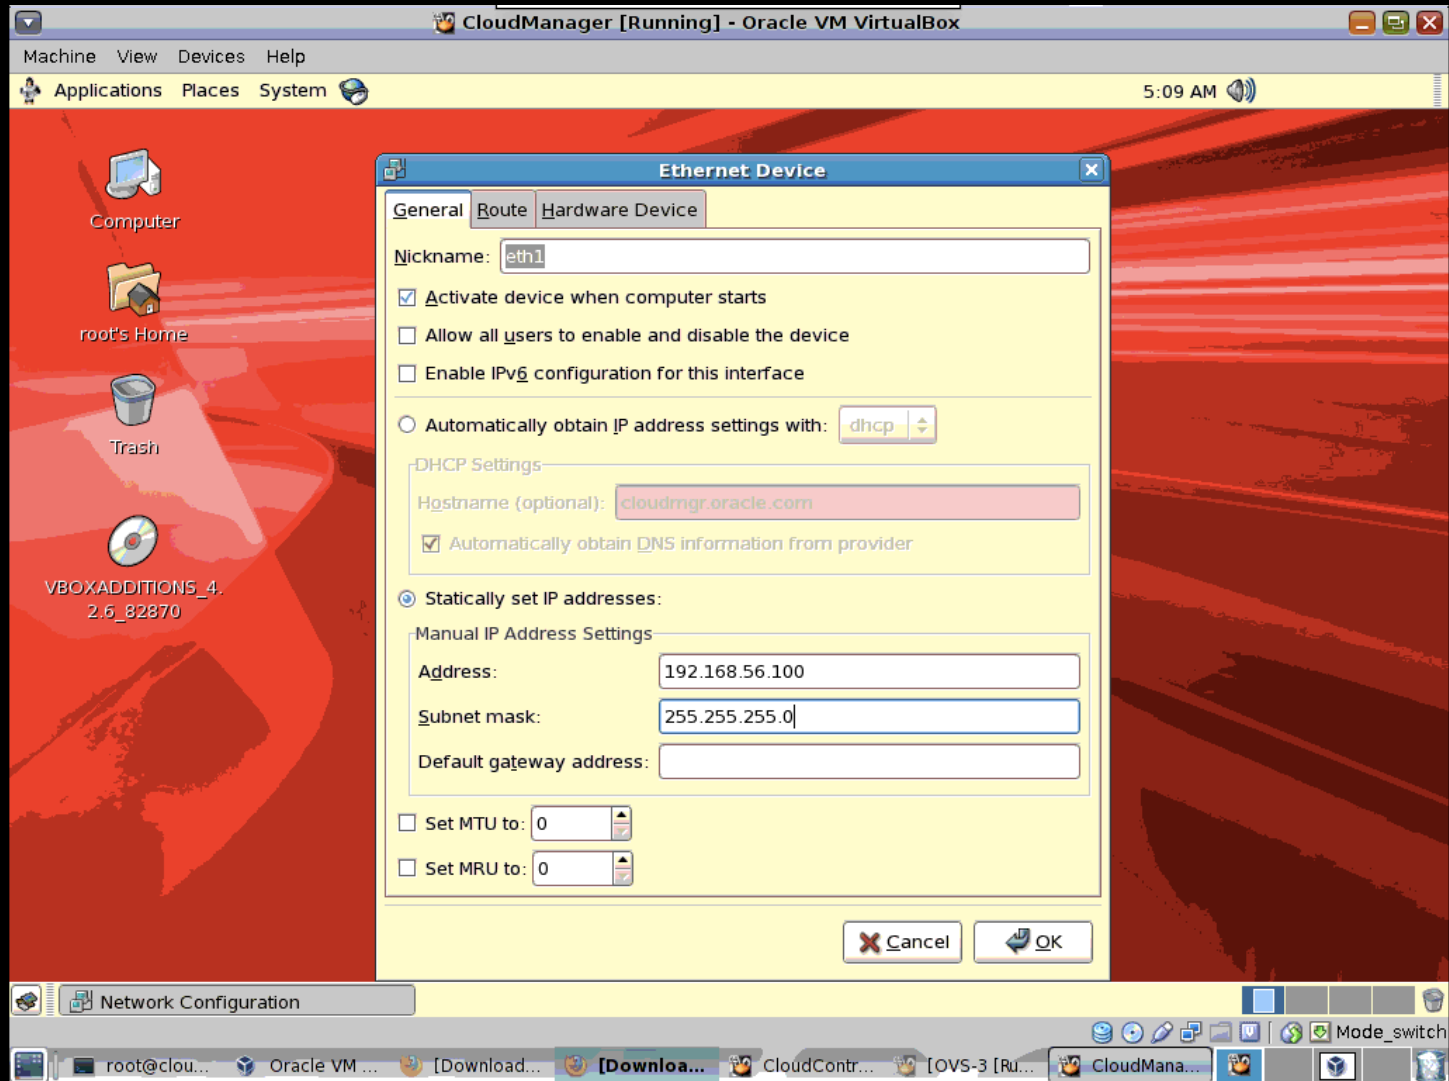 CloudManager [Running] - Oracle VM VirtualBox
Machine View Devices Help
Applications Places System 5:09 AM
Computer
root's Home
Trash
VBOXADDITIONS_4.
2.6_82870
Ethernet Device
General Route Hardware Device
Nickname: eth1
Activate device when computer starts
Allow all users to enable and disable the device
Enable IPv6 configuration for this interface
Automatically obtain IP address settings with: dhcp
DHCP Settings
Hostname (optional): cloudmgr.oracle.com
Automatically obtain DNS information from provider
Statically set IP addresses:
Manual IP Address Settings
Address: 192.168.56.100
Subnet mask: 255.255.255.0
Default gateway address:
Set MTU to: 0
Set MRU to: 0
Cancel OK
Network Configuration
Mode_switch
root@clou... Oracle VM ... [Download... [Downloa... CloudContr... [OVS-3 [Ru... CloudMana...